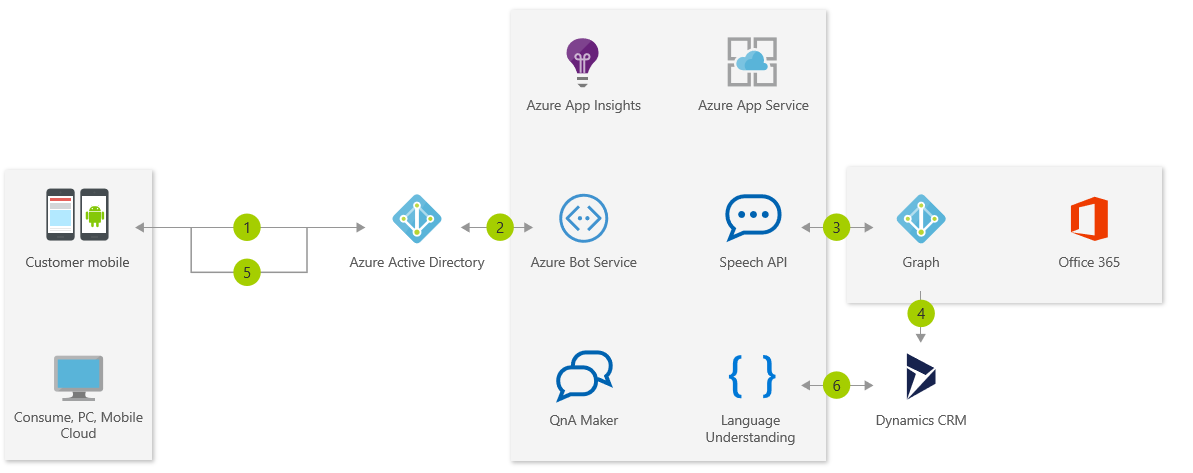 Azure App Insights
Azure App Service
1
2
3
5
Customer mobile
Azure Active Directory
Azure Bot Service
Speech API
Graph
Office 365
4
6
Consume, PC, Mobile
Cloud
QnA Maker
Language
Understanding
Dynamics CRM